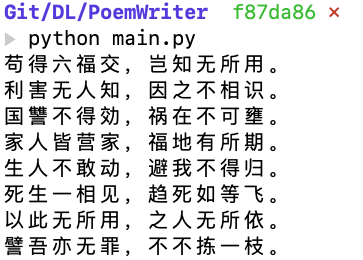 Git/DL/PoemWriter f87da86 ×
▶ python main.py
苟得六福交，岂知无所用。
利害无人知，因之不相识。
国讐不得効，祸在不可壅。
家人皆营家，福地有所期。
生人不敢动，避我不得归。
死生一相见，趋死如等飞。
以此无所用，之人无所依。
譬吾亦无罪，不不拣一枝。